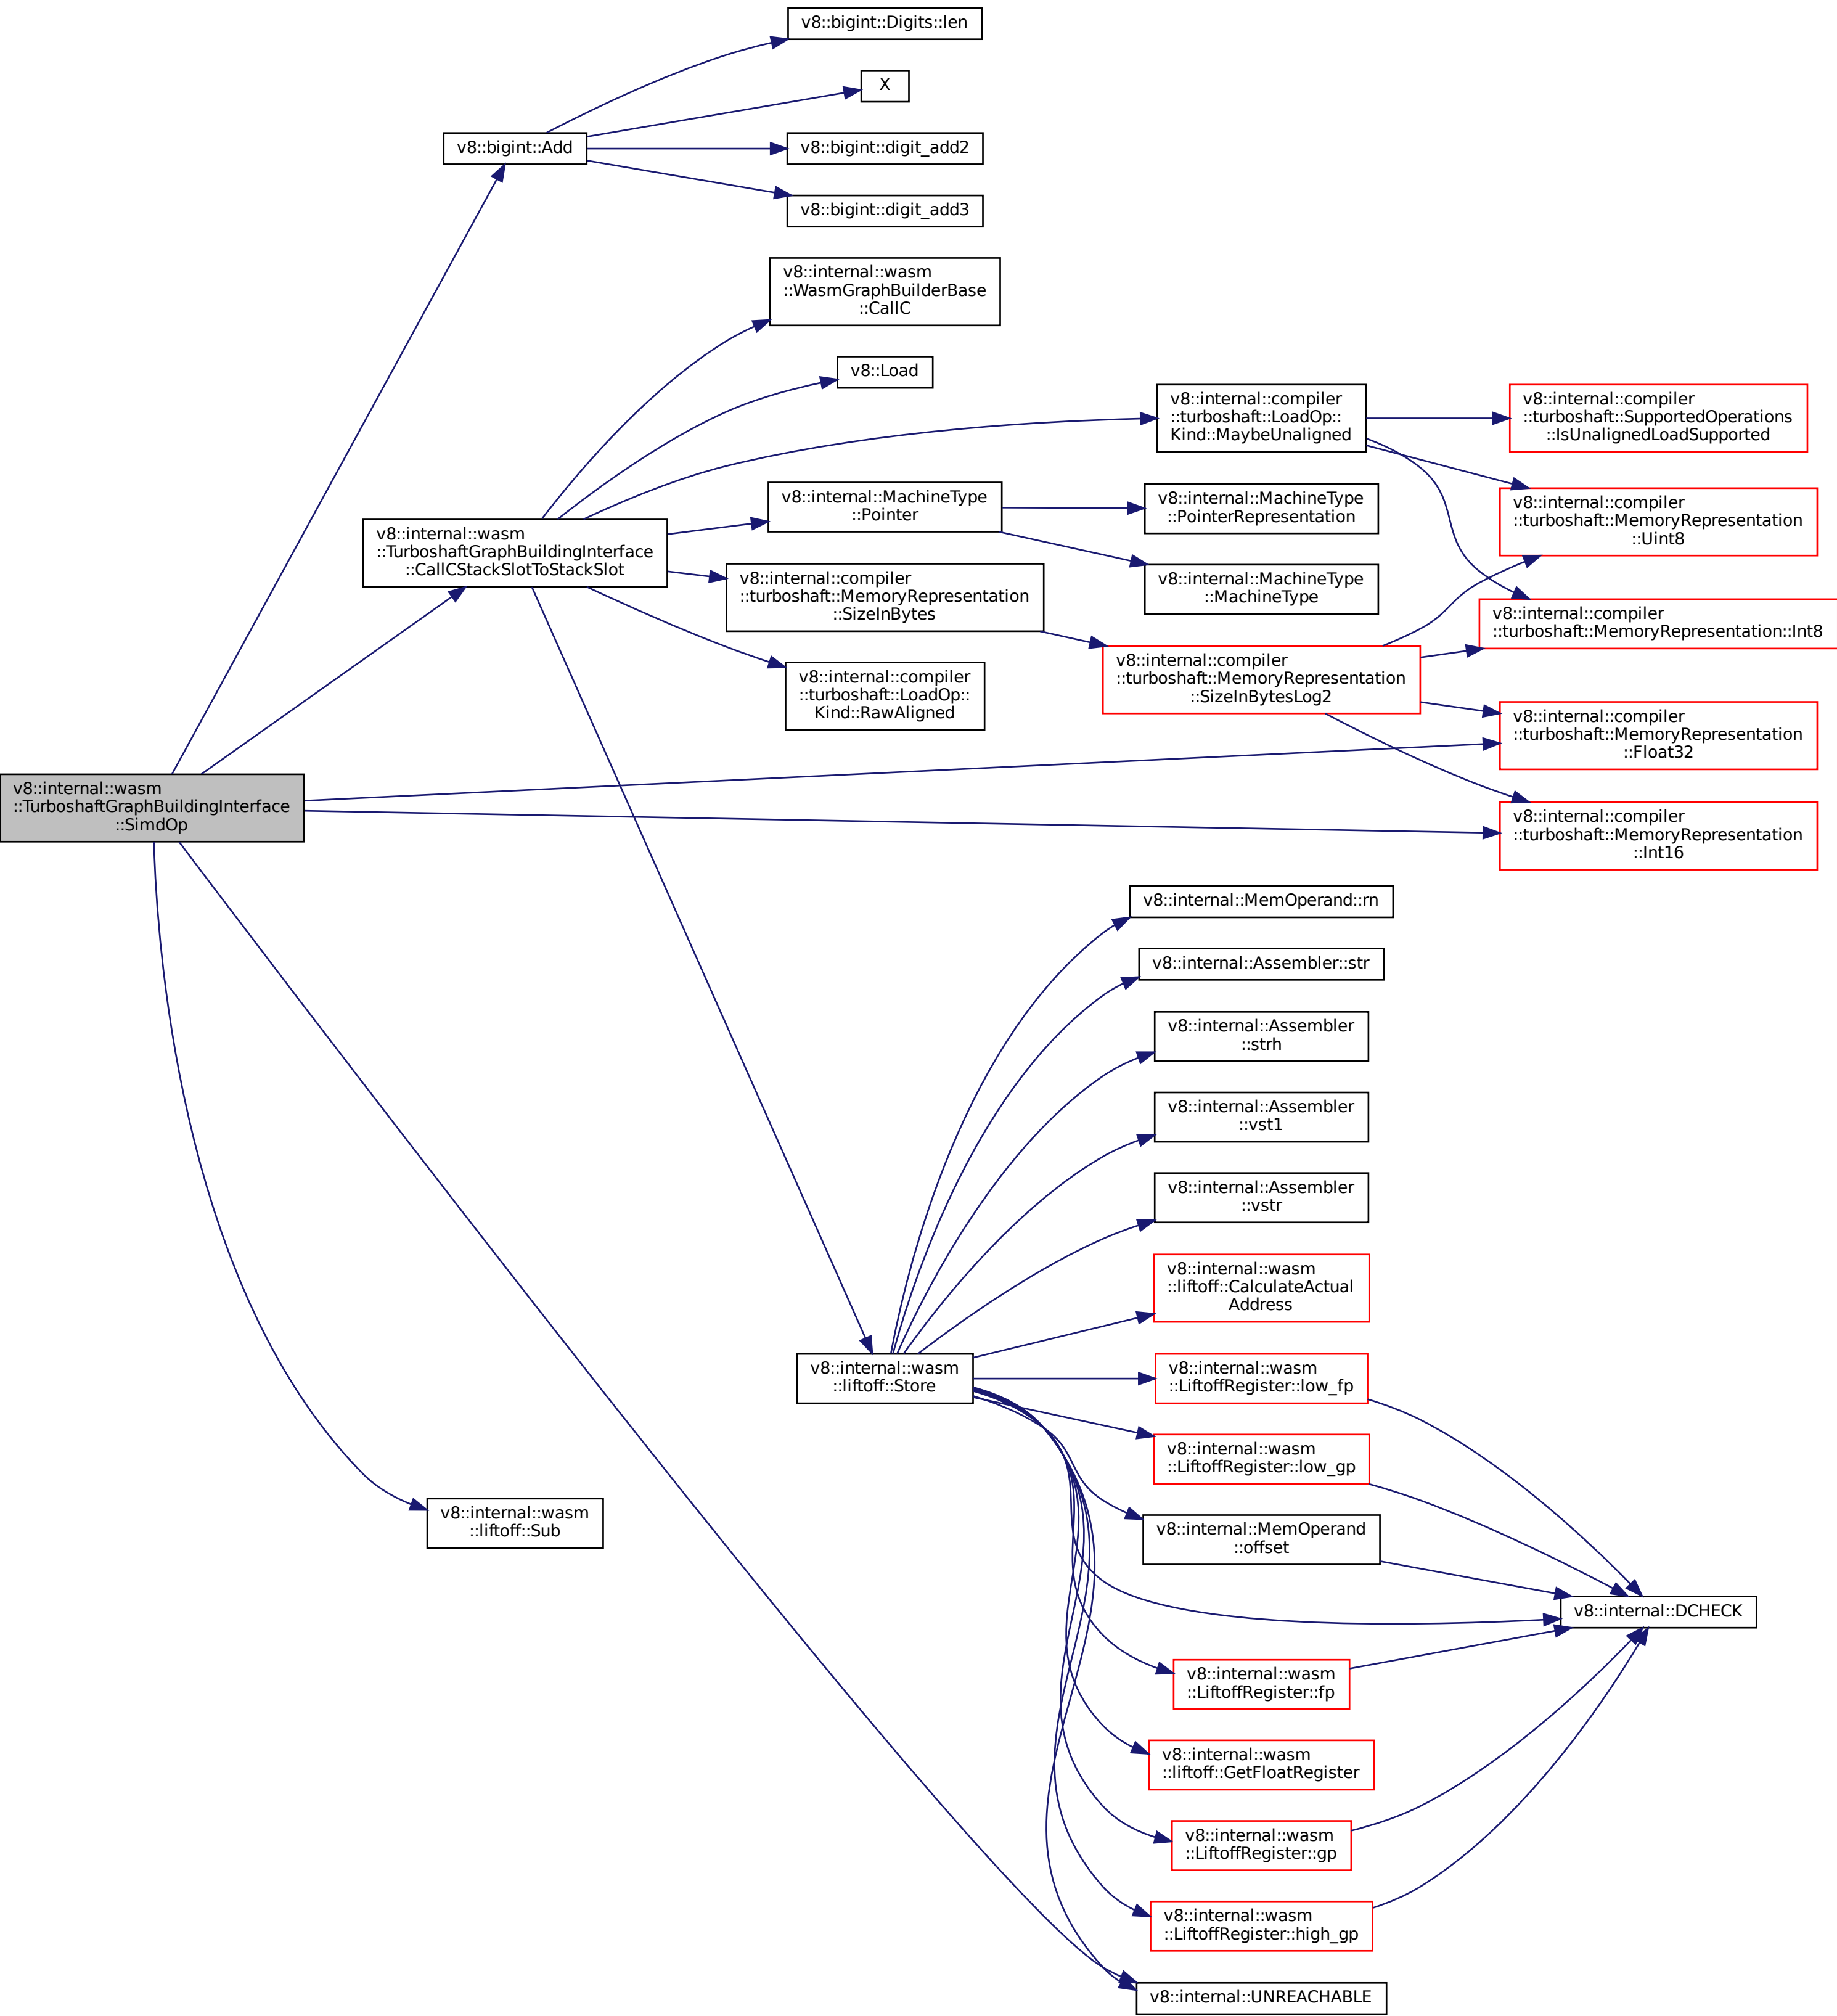 v8::bigint::Digits::len
X
v8::bigint::Add
v8::bigint::digit_add2
v8::bigint::digit_add3
v8::internal::wasm
::WasmGraphBuilderBase
::CallC
v8::Load
v8::internal::compiler
::turboshaft::LoadOp::
Kind::MaybeUnaligned
v8::internal::compiler
::turboshaft::SupportedOperations
::IsUnalignedLoadSupported
v8::internal::wasm
::TurboshaftGraphBuildingInterface
::CallCStackSlotToStackSlot
v8::internal::MachineType
::Pointer
v8::internal::MachineType
::PointerRepresentation
v8::internal::compiler
::turboshaft::MemoryRepresentation
::Uint8
v8::internal::compiler
::turboshaft::MemoryRepresentation
::SizeInBytes
v8::internal::MachineType
::MachineType
v8::internal::compiler
::turboshaft::MemoryRepresentation::Int8
v8::internal::compiler
::turboshaft::LoadOp::
Kind::RawAligned
v8::internal::compiler
::turboshaft::MemoryRepresentation
::SizeInBytesLog2
v8::internal::compiler
::turboshaft::MemoryRepresentation
::Float32
v8::internal::wasm
::TurboshaftGraphBuildingInterface
::SimdOp
v8::internal::compiler
::turboshaft::MemoryRepresentation
::Int16
v8::internal::MemOperand::rn
v8::internal::Assembler::str
v8::internal::Assembler
::strh
v8::internal::Assembler
::vst1
v8::internal::Assembler
::vstr
v8::internal::wasm
::liftoff::CalculateActual
Address
v8::internal::wasm
::liftoff::Store
v8::internal::wasm
::LiftoffRegister::low_fp
v8::internal::wasm
::LiftoffRegister::low_gp
v8::internal::wasm
::liftoff::Sub
v8::internal::MemOperand
::offset
v8::internal::DCHECK
v8::internal::wasm
::LiftoffRegister::fp
v8::internal::wasm
::liftoff::GetFloatRegister
v8::internal::wasm
::LiftoffRegister::gp
v8::internal::wasm
::LiftoffRegister::high_gp
v8::internal::UNREACHABLE